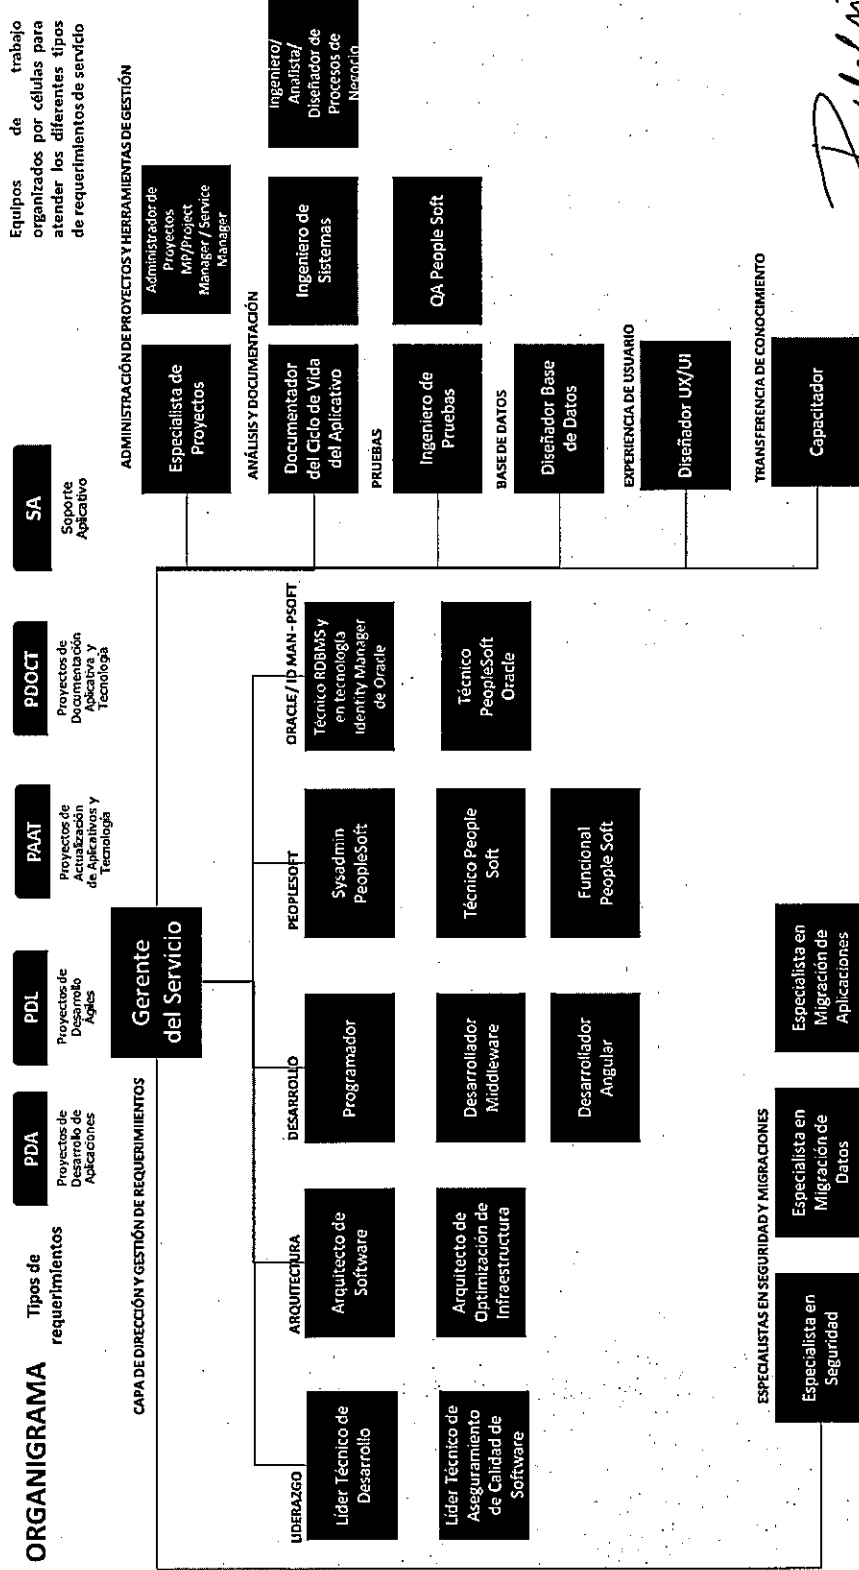 ORGANIGRAMA
Tipos de
requerimientos
PDA
Proyectos de
Desarrollo de
Aplicaciones
PDL
Proyectos de
Desarrollo
Ágiles
PAAT
Proyectos de
Actualización
de Aplicativos y
Tecnología
PDOCT
Proyectos de
Documentación
Aplicativa y
Tecnología
SA
Soporte
Aplicativo
Equipos de trabajo
organizados por células para
atender los diferentes tipos
de requerimientos de servicio
CAPA DE DIRECCIÓN Y GESTIÓN DE REQUERIMIENTOS
Gerente
del Servicio
LIDERAZGO
Líder Técnico de
Desarrollo
Líder Técnico de
Aseguramiento
de Calidad de
Software
ARQUITECTURA
Arquitecto de
Software
Arquitecto de
Optimización de
Infraestructura
DESARROLLO
Programador
Desarrollador
Middleware
Desarrollador
Angular
PEOPLESOFT
Sysadmin
PeopleSoft
Técnico People
Soft
Funcional
People Soft
ORACLE / ID MAN - PSOFT
Técnico RDBMS y
en tecnología
Identity Manager
de Oracle
Técnico
PeopleSoft
Oracle
ADMINISTRACIÓN DE PROYECTOS Y HERRAMIENTAS DE GESTIÓN
Especialista de
Proyectos
Administrador de
Proyectos
MP/Project
Manager / Service
Manager
ANÁLISIS Y DOCUMENTACIÓN
Documentador
del Ciclo de Vida
del Aplicativo
Ingeniero de
Sistemas
Ingeniero/
Analista/
Diseñador de
Procesos de
Negocio
PRUEBAS
Ingeniero de
Pruebas
QA People Soft
BASE DE DATOS
Diseñador Base
de Datos
EXPERIENCIA DE USUARIO
Diseñador UX/UI
TRANSFERENCIA DE CONOCIMIENTO
Capacitador
ESPECIALISTAS EN SEGURIDAD Y MIGRACIONES
Especialista en
Seguridad
Especialista en
Migración de
Datos
Especialista en
Migración de
Aplicaciones